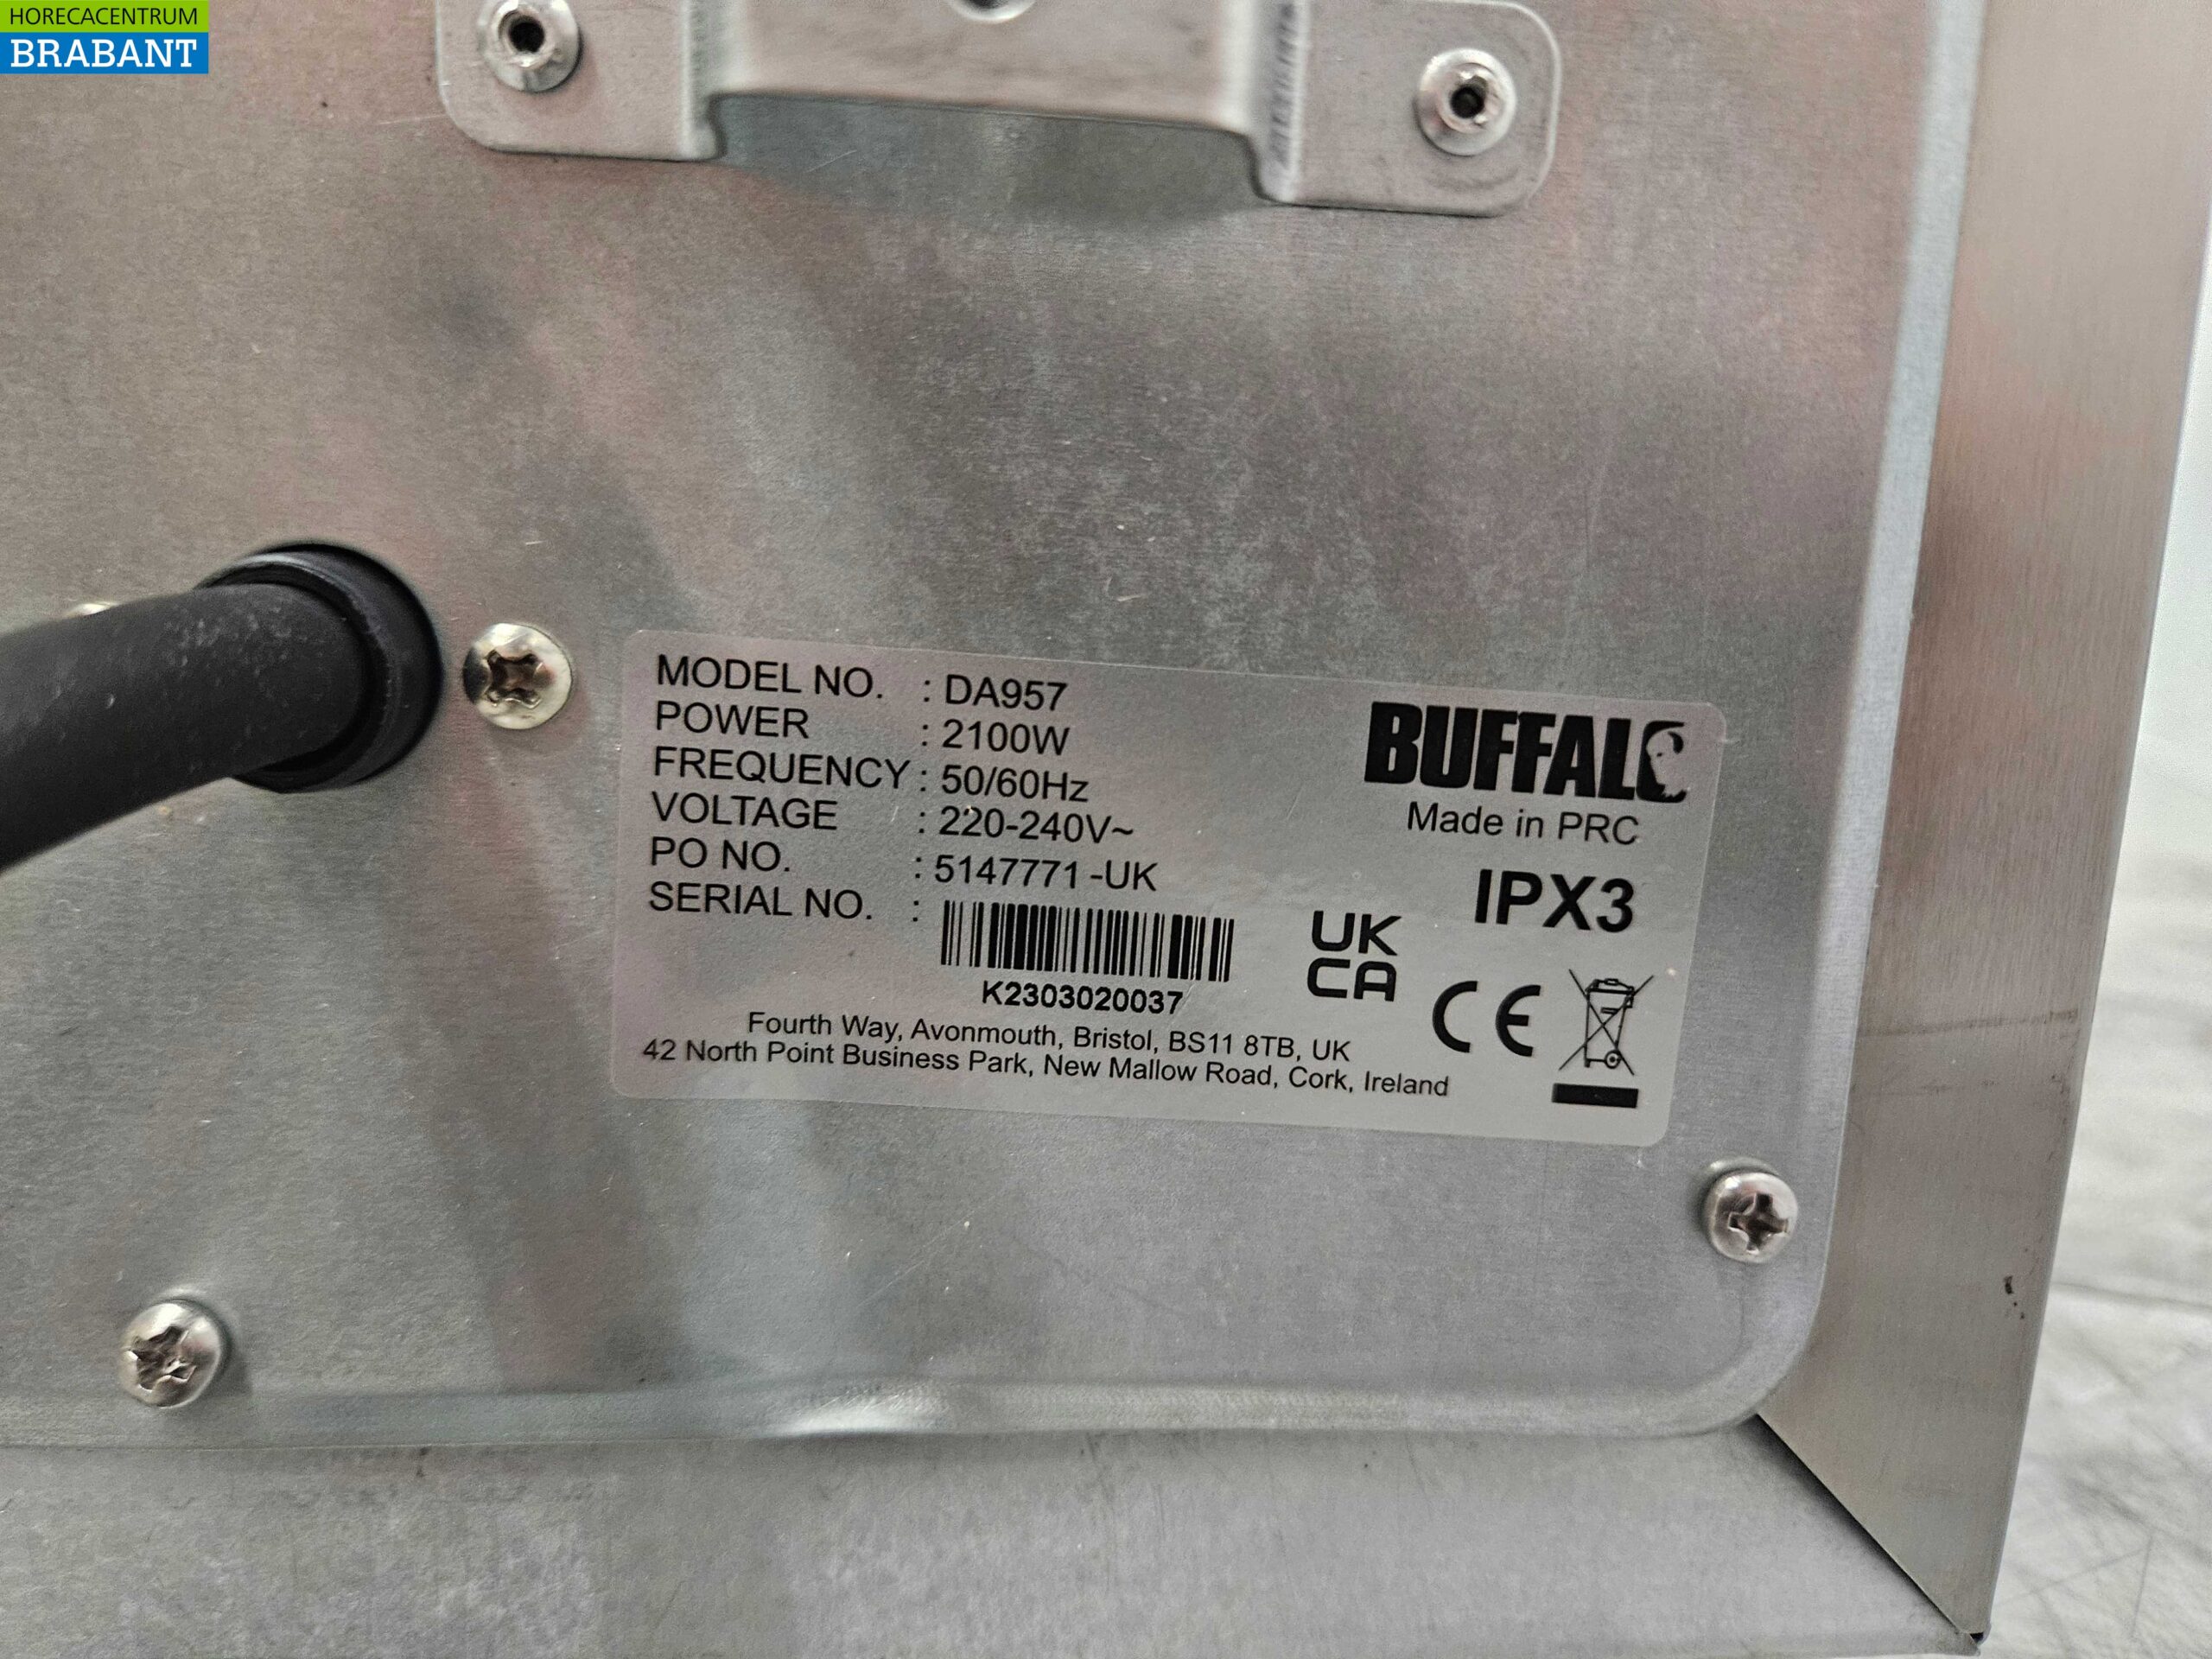 HORECACENTRUM
BRABANT
MODEL NO. : DA957
POWER : 2100W
FREQUENCY : 50/60Hz
VOLTAGE : 220-240V~
PO NO. : 5147771 -UK
SERIAL NO. :
K2303020037
Fourth Way, Avonmouth, Bristol, BS11 8TB, UK
42 North Point Business Park, New Mallow Road, Cork, Ireland
BUFFALO
Made in PRC
IPX3
UK
CA
CE